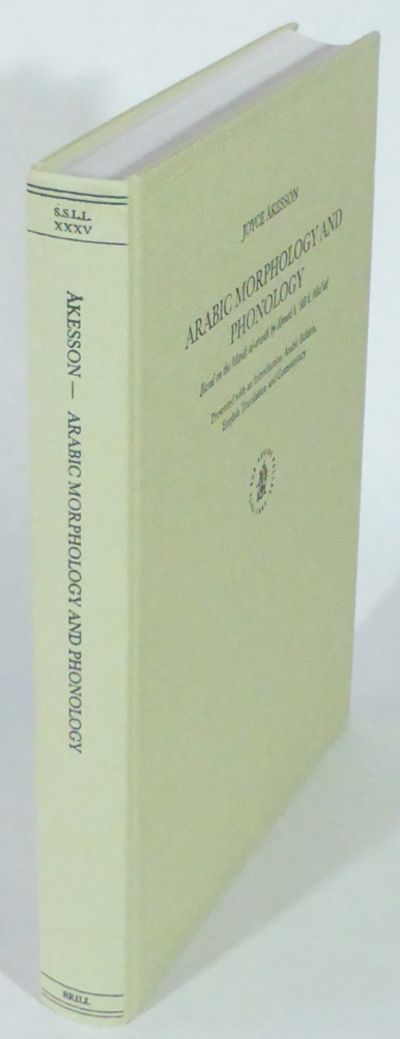 S.S.L.L.
XXXV
ÅKESSON — ARABIC MORPHOLOGY AND PHONOLOGY
BRILL
JOYCE ÅKESSON
ARABIC MORPHOLOGY AND
PHONOLOGY
Based on the Marāḥ al-arwāḥ by Aḥmad b. ʿAlī b. Masʿūd
Presented with an Introduction, Arabic Edition,
English Translation and Commentary